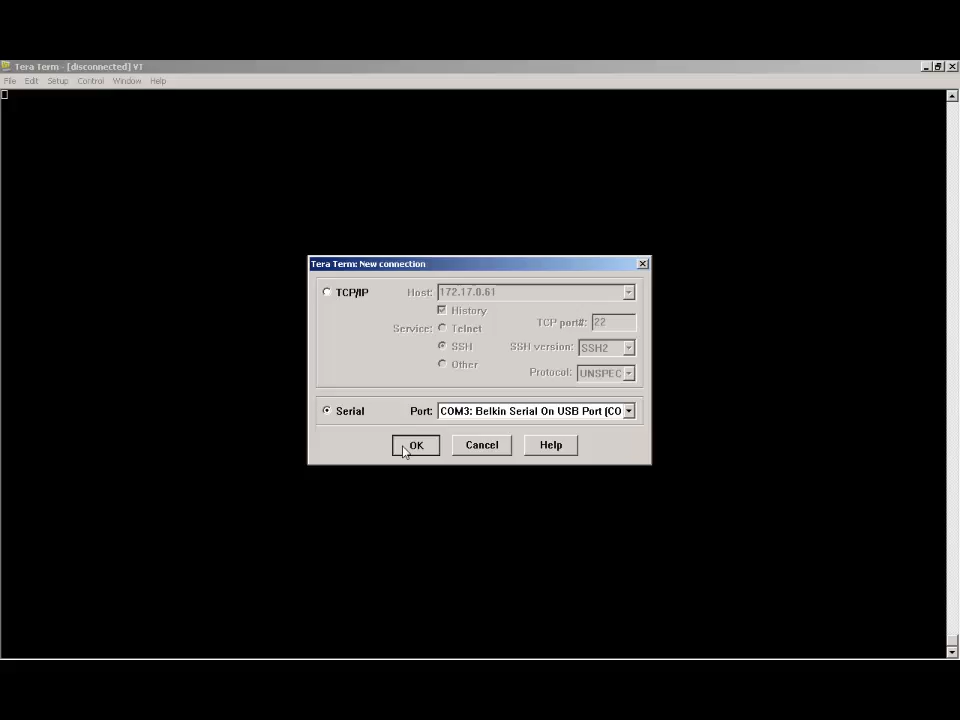 Tera Term - [disconnected] VT
File Edit Setup Control Window Help
Tera Term: New connection
TCP/IP Host: 172.17.0.61
History
Service: Telnet TCP port#: 22
SSH SSH version: SSH2
Other Protocol: UNSPEC
Serial Port: COM3: Belkin Serial On USB Port (CO
OK Cancel Help